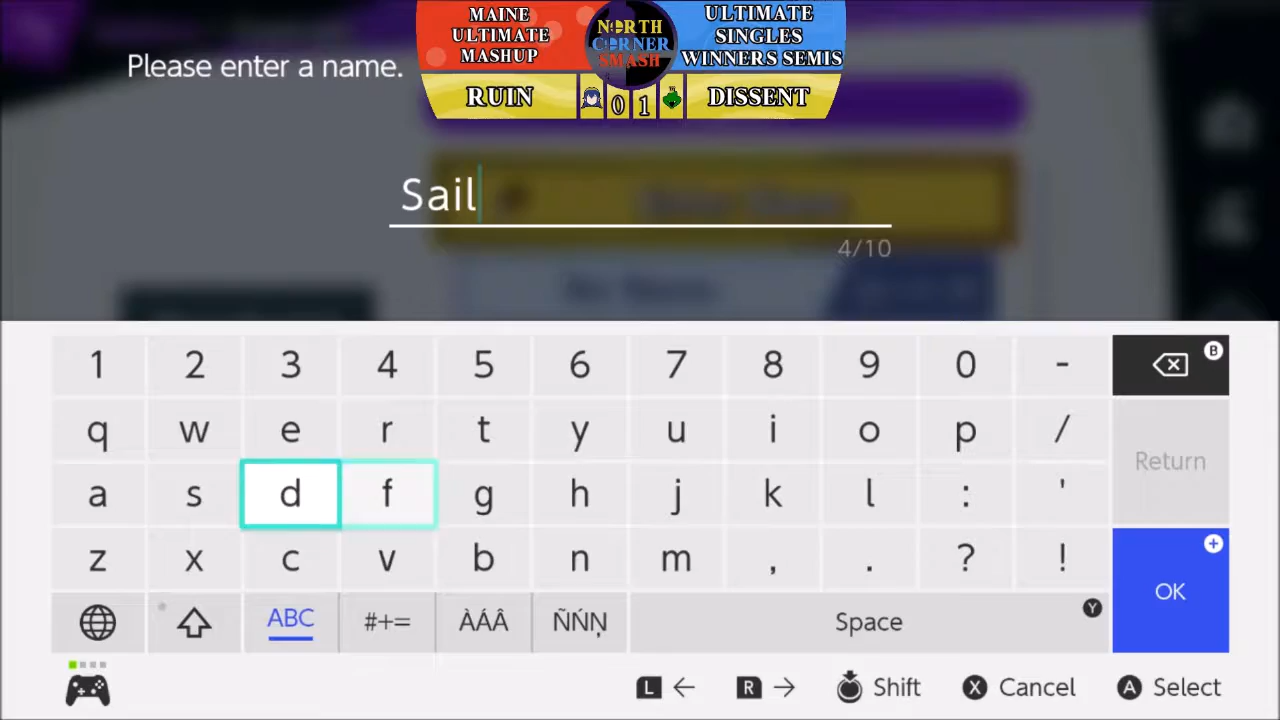 MAINE
ULTIMATE
MASHUP
NORTH
CORNER
SMASH
ULTIMATE
SINGLES
WINNERS SEMIS
RUIN
0
1
DISSENT
Please enter a name.
Sail
4/10
1 2 3 4 5 6 7 8 9 0 - B
q w e r t y u i o p /
Return
a s d f g h j k l : '
z x c v b n m , . ? !
+
OK
ABC #+= ÀÁÂ ÑŃŅ Space Y
L ← R → Shift X Cancel A Select